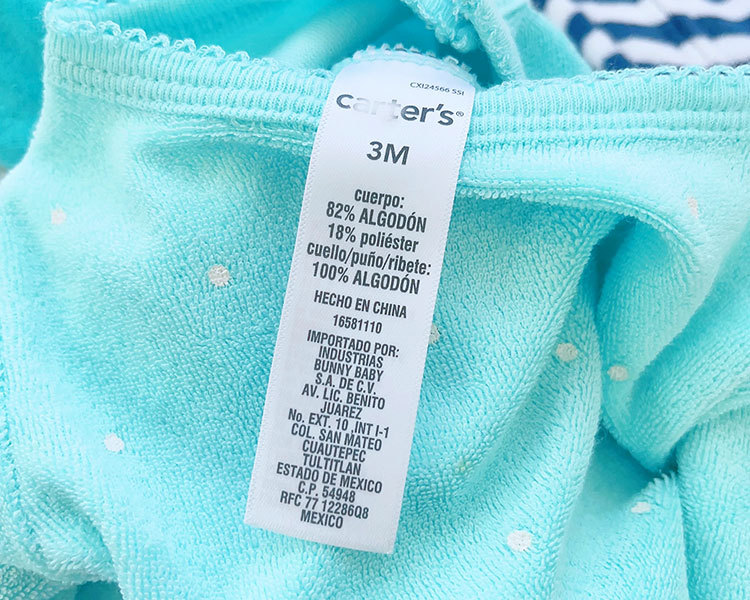 CX124566 SS1
carter's®
3M
cuerpo:
82% ALGODÓN
18% poliéster
cuello/puño/ribete:
100% ALGODÓN
HECHO EN CHINA
16581110
IMPORTADO POR:
INDUSTRIAS
BUNNY BABY
S.A. DE C.V.
AV. LIC. BENITO
JUAREZ
No. EXT. 10 ,INT I-1
COL. SAN MATEO
CUAUTEPEC
TULTITLAN
ESTADO DE MEXICO
C.P. 54948
RFC 77 12286Q8
MEXICO